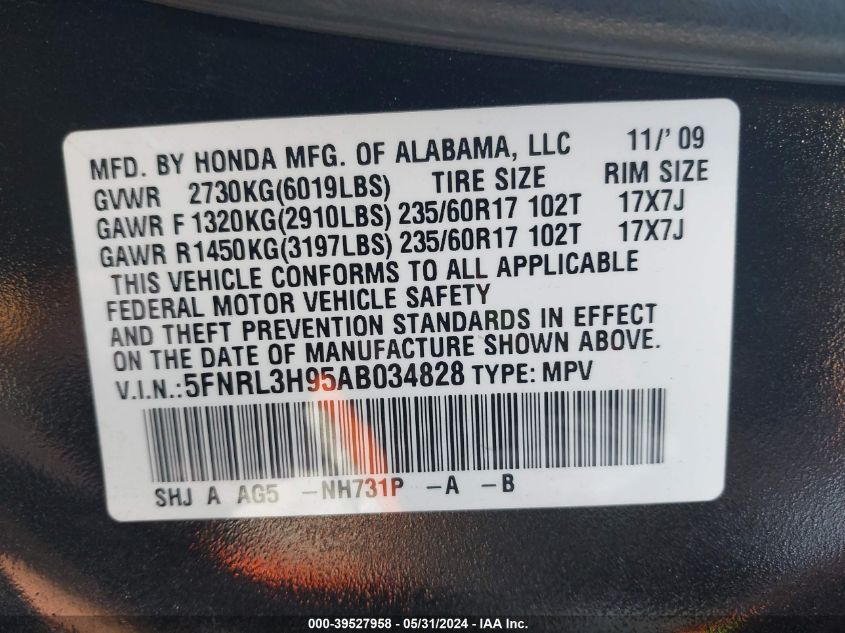 MFD. BY HONDA MFG. OF ALABAMA, LLC 11/' 09
GVWR 2730KG(6019LBS) TIRE SIZE RIM SIZE
GAWR F 1320KG(2910LBS) 235/60R17 102T 17X7J
GAWR R1450KG(3197LBS) 235/60R17 102T 17X7J
THIS VEHICLE CONFORMS TO ALL APPLICABLE
FEDERAL MOTOR VEHICLE SAFETY
AND THEFT PREVENTION STANDARDS IN EFFECT
ON THE DATE OF MANUFACTURE SHOWN ABOVE.
V.I.N.:5FNRL3H95AB034828 TYPE: MPV
SHJ A AG5 -NH731P -A -B
000-39527958 - 05/31/2024 - IAA Inc.